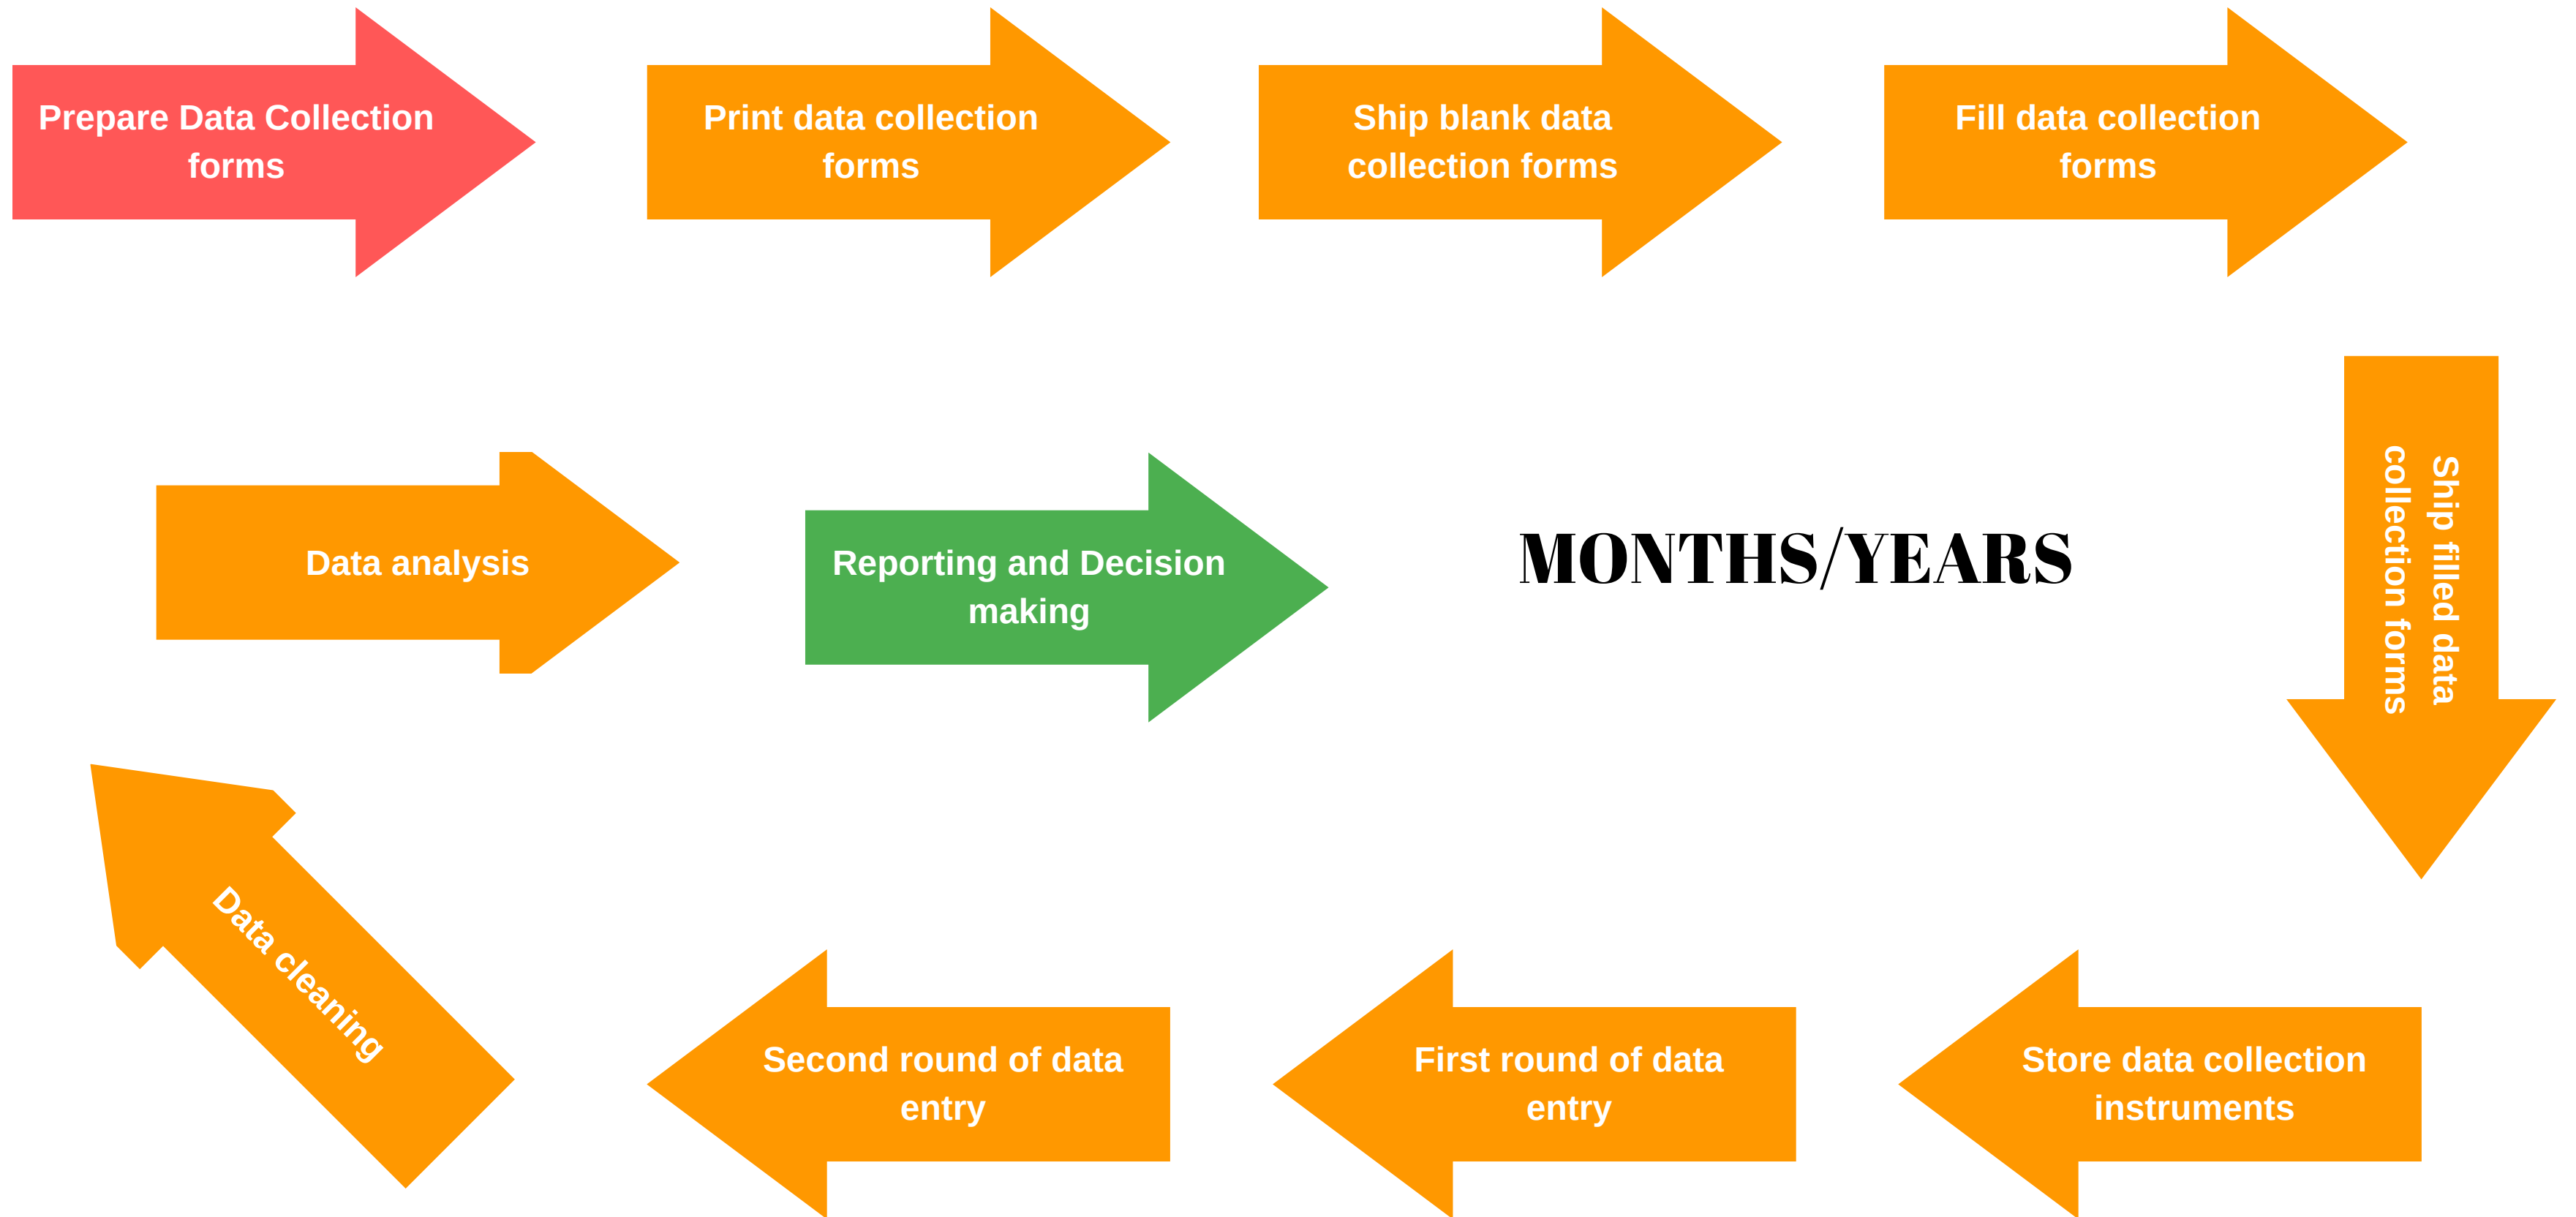 Prepare Data Collection
forms
Print data collection
forms
Ship blank data
collection forms
Fill data collection
forms
Ship filled data
collection forms
Store data collection
instruments
First round of data
entry
Second round of data
entry
Data cleaning
Data analysis
Reporting and Decision
making
MONTHS/YEARS